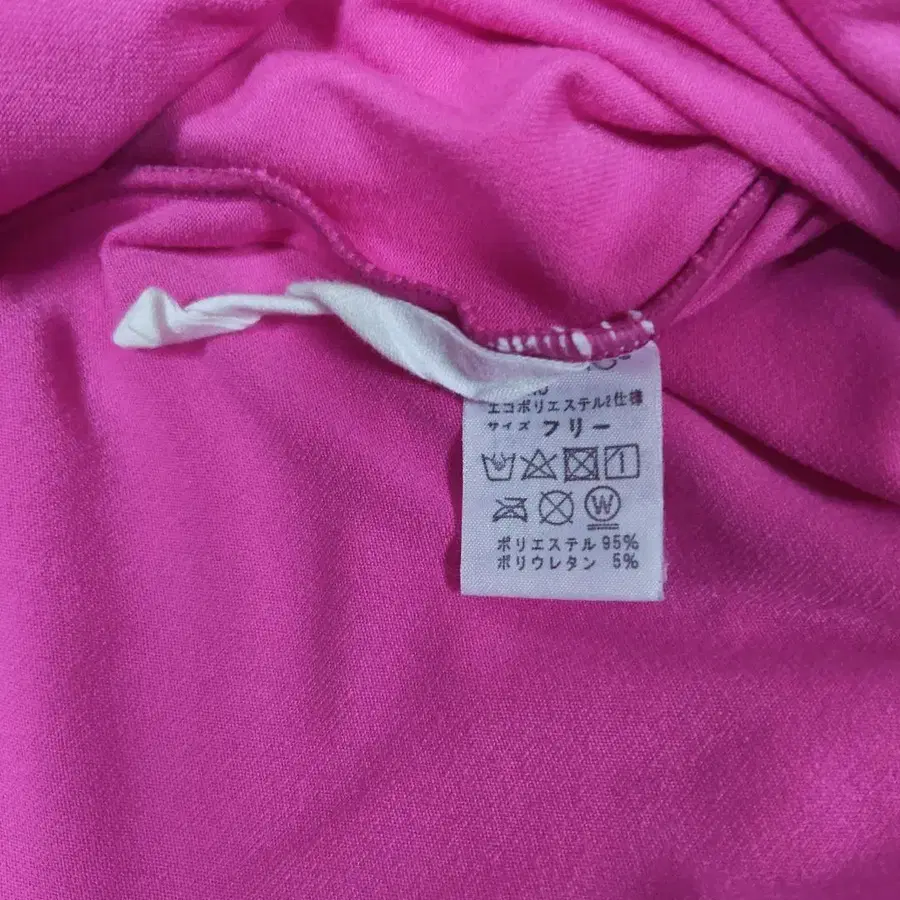 エコポリエステル2仕様
サイズ フリー
W
ポリエステル 95%
ポリウレタン 5%